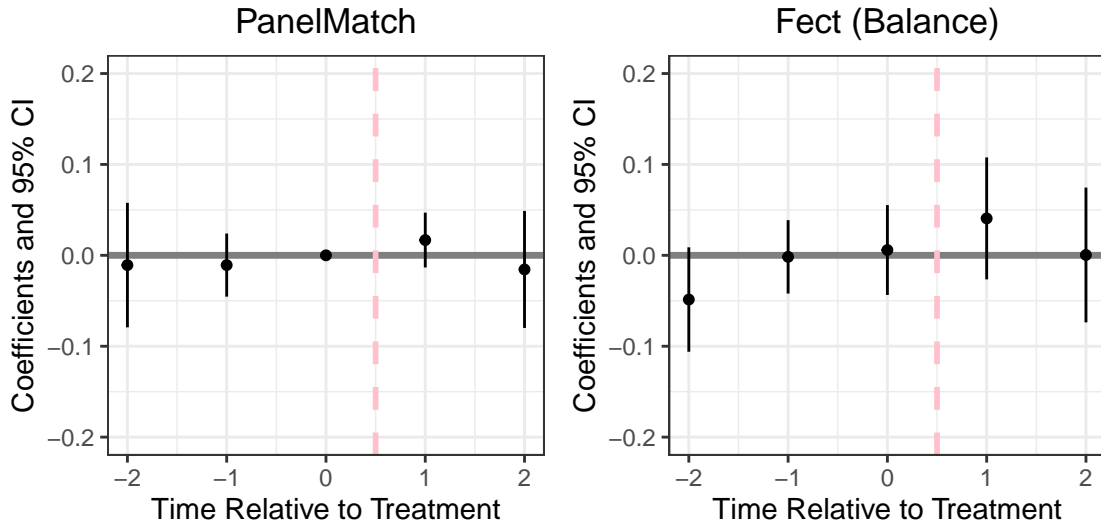 PanelMatch
Coefficients and 95% CI
0.2
0.1
0.0
−0.1
−0.2
−2 −1 0 1 2
Time Relative to Treatment
Fect (Balance)
Coefficients and 95% CI
0.2
0.1
0.0
−0.1
−0.2
−2 −1 0 1 2
Time Relative to Treatment